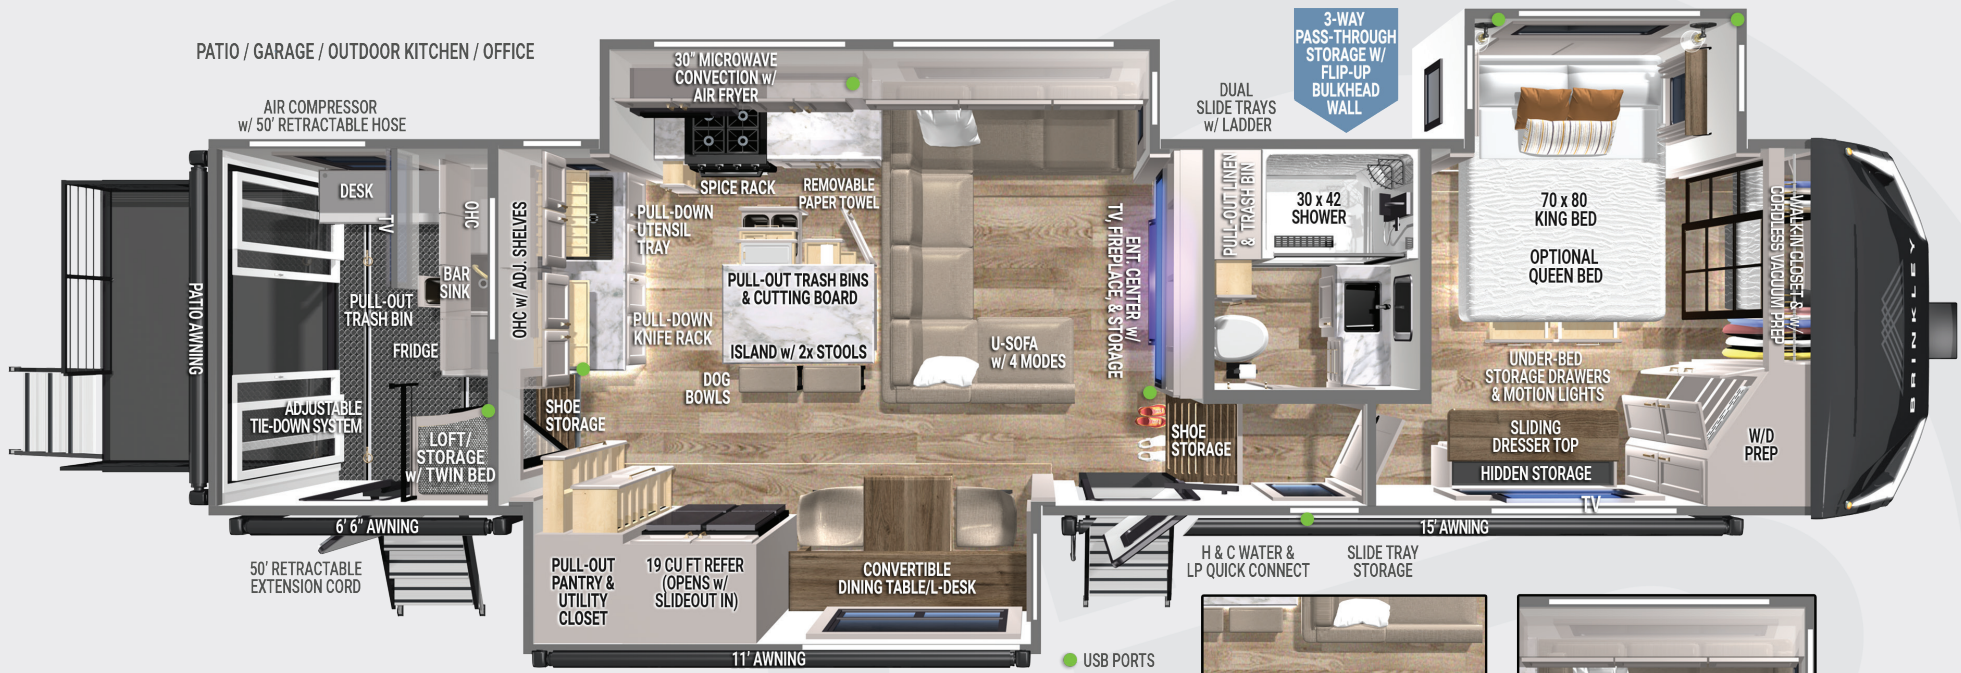 PATIO / GARAGE / OUTDOOR KITCHEN / OFFICE
AIR COMPRESSOR
w/ 50' RETRACTABLE HOSE
30" MICROWAVE
CONVECTION w/
AIR FRYER
DUAL
SLIDE TRAYS
w/ LADDER
3-WAY
PASS-THROUGH
STORAGE W/
FLIP-UP
BULKHEAD
WALL
DESK
TV
OHC
BAR
SINK
PULL-OUT
TRASH BIN
FRIDGE
PATIO AWNING
ADJUSTABLE
TIE-DOWN SYSTEM
LOFT/
STORAGE
w/ TWIN BED
OHC w/ ADJ. SHELVES
SPICE RACK
REMOVABLE
PAPER TOWEL
PULL-DOWN
UTENSIL
TRAY
PULL-OUT TRASH BINS
& CUTTING BOARD
PULL-DOWN
KNIFE RACK
ISLAND w/ 2x STOOLS
DOG
BOWLS
U-SOFA
w/ 4 MODES
SHOE
STORAGE
ENT. CENTER w/
TV, FIREPLACE, & STORAGE
PULL-OUT LINEN
& TRASH BIN
30 x 42
SHOWER
SHOE
STORAGE
70 x 80
KING BED
OPTIONAL
QUEEN BED
UNDER-BED
STORAGE DRAWERS
& MOTION LIGHTS
SLIDING
DRESSER TOP
HIDDEN STORAGE
TV
WALK-IN CLOSET & w/
CORDLESS VACUUM PREP
W/D
PREP
BRINKLEY
6' 6" AWNING
50' RETRACTABLE
EXTENSION CORD
PULL-OUT
PANTRY &
UTILITY
CLOSET
19 CU FT REFER
(OPENS w/
SLIDEOUT IN)
CONVERTIBLE
DINING TABLE/L-DESK
11' AWNING
15' AWNING
H & C WATER &
LP QUICK CONNECT
SLIDE TRAY
STORAGE
USB PORTS